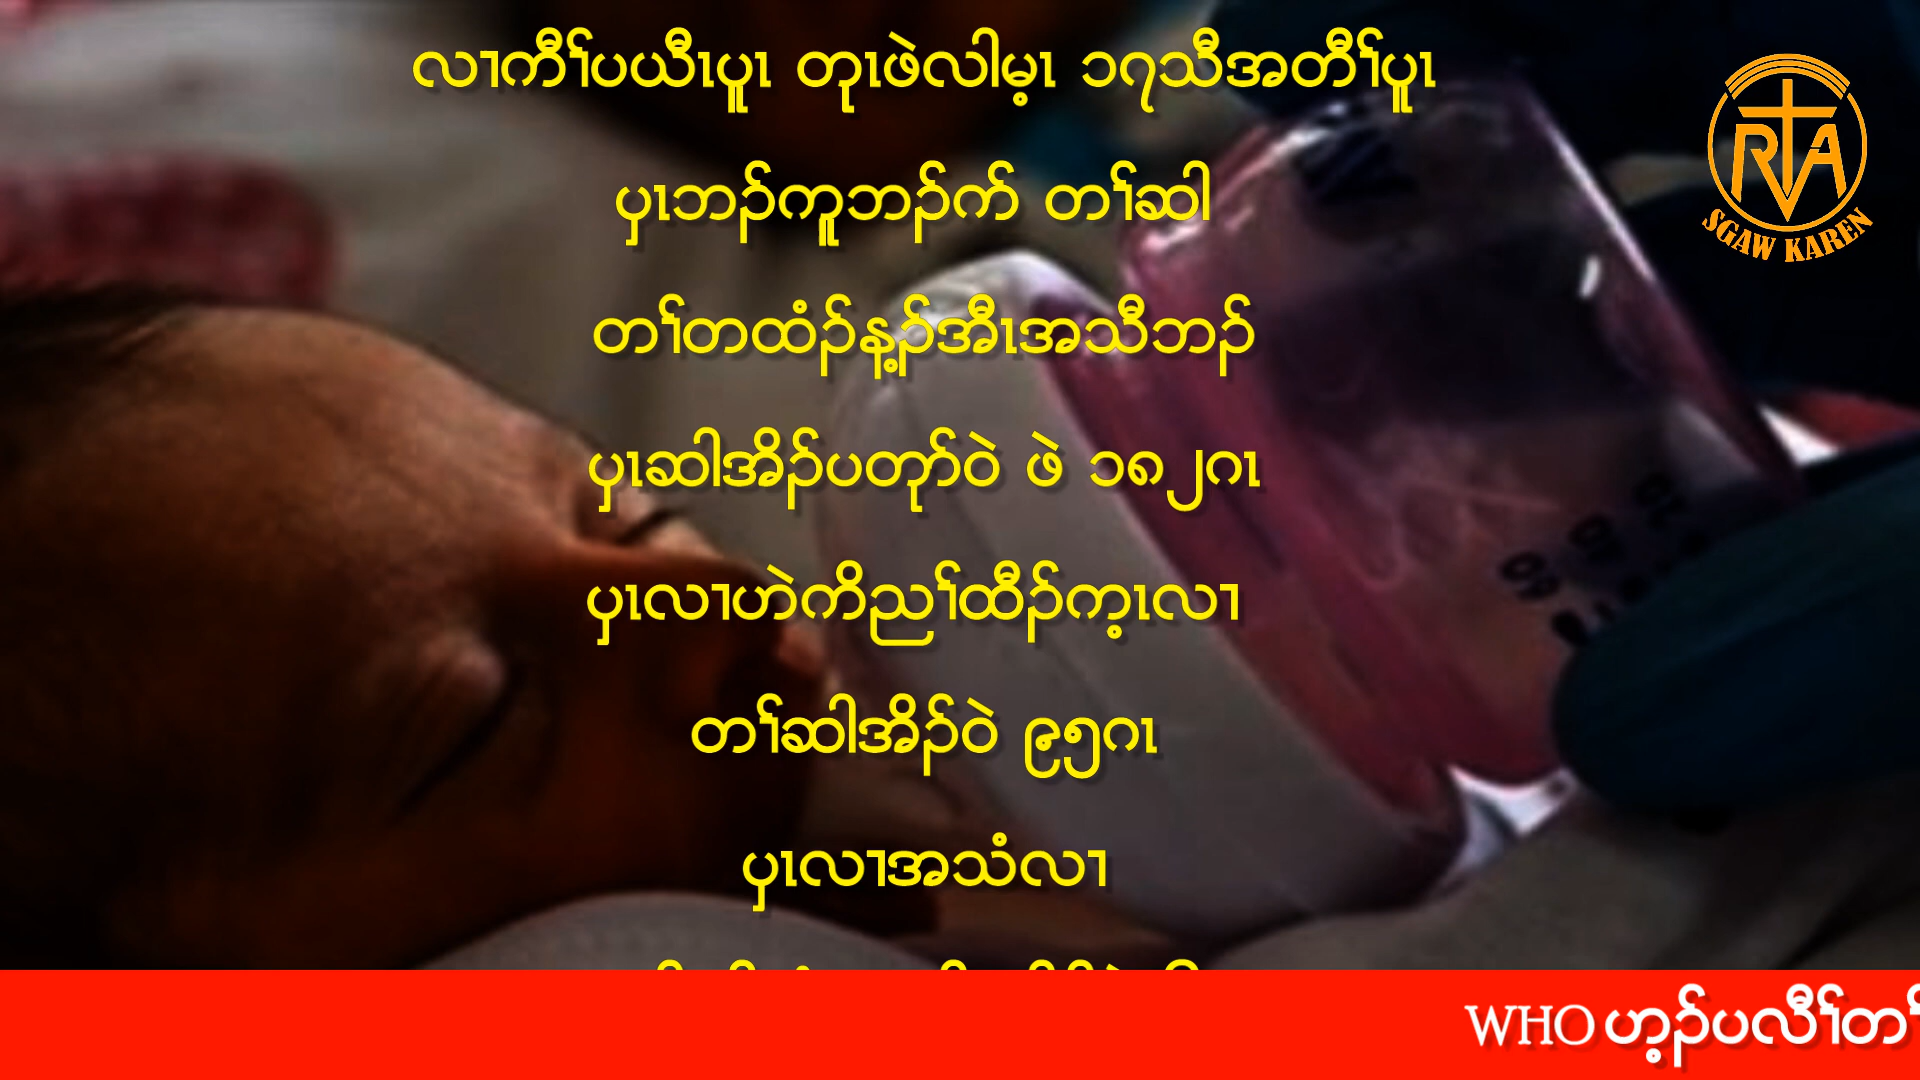 လၢကီၢ်ပယီၤပူၤ တုၤဖဲလါမ့ၤ ၁၇သီအတီၢ်ပူၤ
RVA
SGAW KAREN
ပှၤဘၣ်ကူဘၣ်က် တၢ်ဆါ
တၢ်တထံၣ်န့ၣ်အီၤအသီဘၣ်
ပှၤဆါအိၣ်ပတုာ်ဝဲ ဖဲ ၁၈၂ဂၤ
ပှၤလၢဟဲကိညၢ်ထီၣ်က့ၤလၢ
တၢ်ဆါအိၣ်ဝဲ ၉၅ဂၤ
ပှၤလၢအသံလၢ
WHO ဟ့ၣ်ပလီၢ်တၢ်